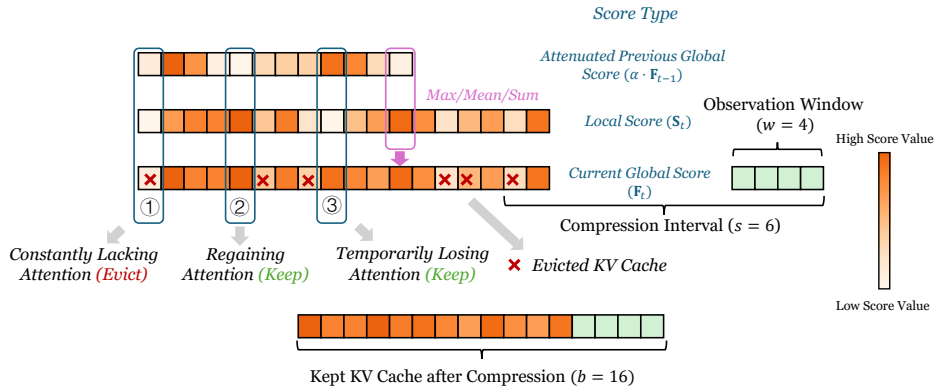 Score Type
Attenuated Previous Global
Score (α · F_{t−1})
Max/Mean/Sum
Local Score (S_t)
Observation Window
(w = 4)
High Score Value
Current Global Score
(F_t)
① ② ③
Compression Interval (s = 6)
Constantly Lacking
Attention (Evict)
Regaining
Attention (Keep)
Temporarily Losing
Attention (Keep)
Evicted KV Cache
Low Score Value
Kept KV Cache after Compression (b = 16)